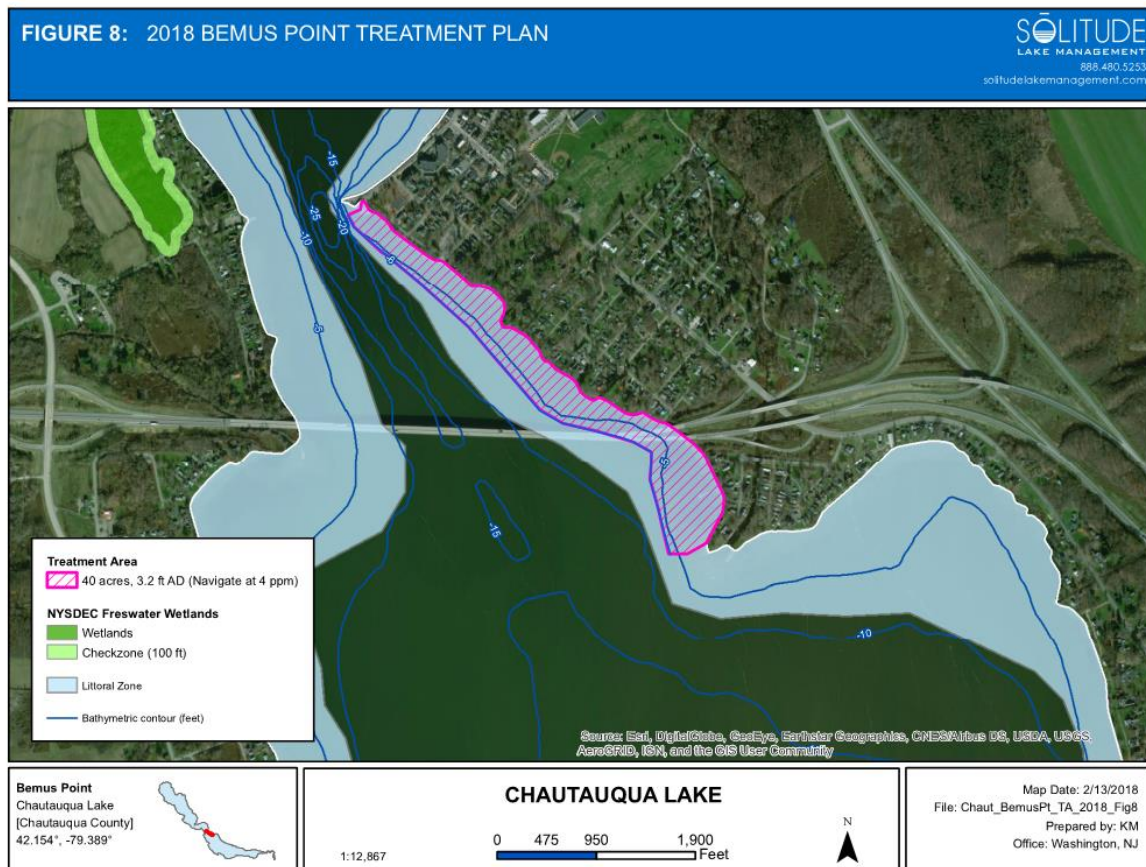 FIGURE 8: 2018 BEMUS POINT TREATMENT PLAN
SŌLITUDE
LAKE MANAGEMENT
888.480.5253
solitudelakemanagement.com
-15
-25
-20
-10
-5
-5
-5
-15
-10
Treatment Area
40 acres, 3.2 ft AD (Navigate at 4 ppm)
NYSDEC Freswater Wetlands
Wetlands
Checkzone (100 ft)
Littoral Zone
Bathymetric contour (feet)
Source: Esri, DigitalGlobe, GeoEye, Earthstar Geographics, CNES/Airbus DS, USDA, USGS,
AeroGRID, IGN, and the GIS User Community
Bemus Point
Chautauqua Lake
[Chautauqua County]
42.154°, -79.389°
CHAUTAUQUA LAKE
0 475 950 1,900
Feet
1:12,867
N
Map Date: 2/13/2018
File: Chaut_BemusPt_TA_2018_Fig8
Prepared by: KM
Office: Washington, NJ